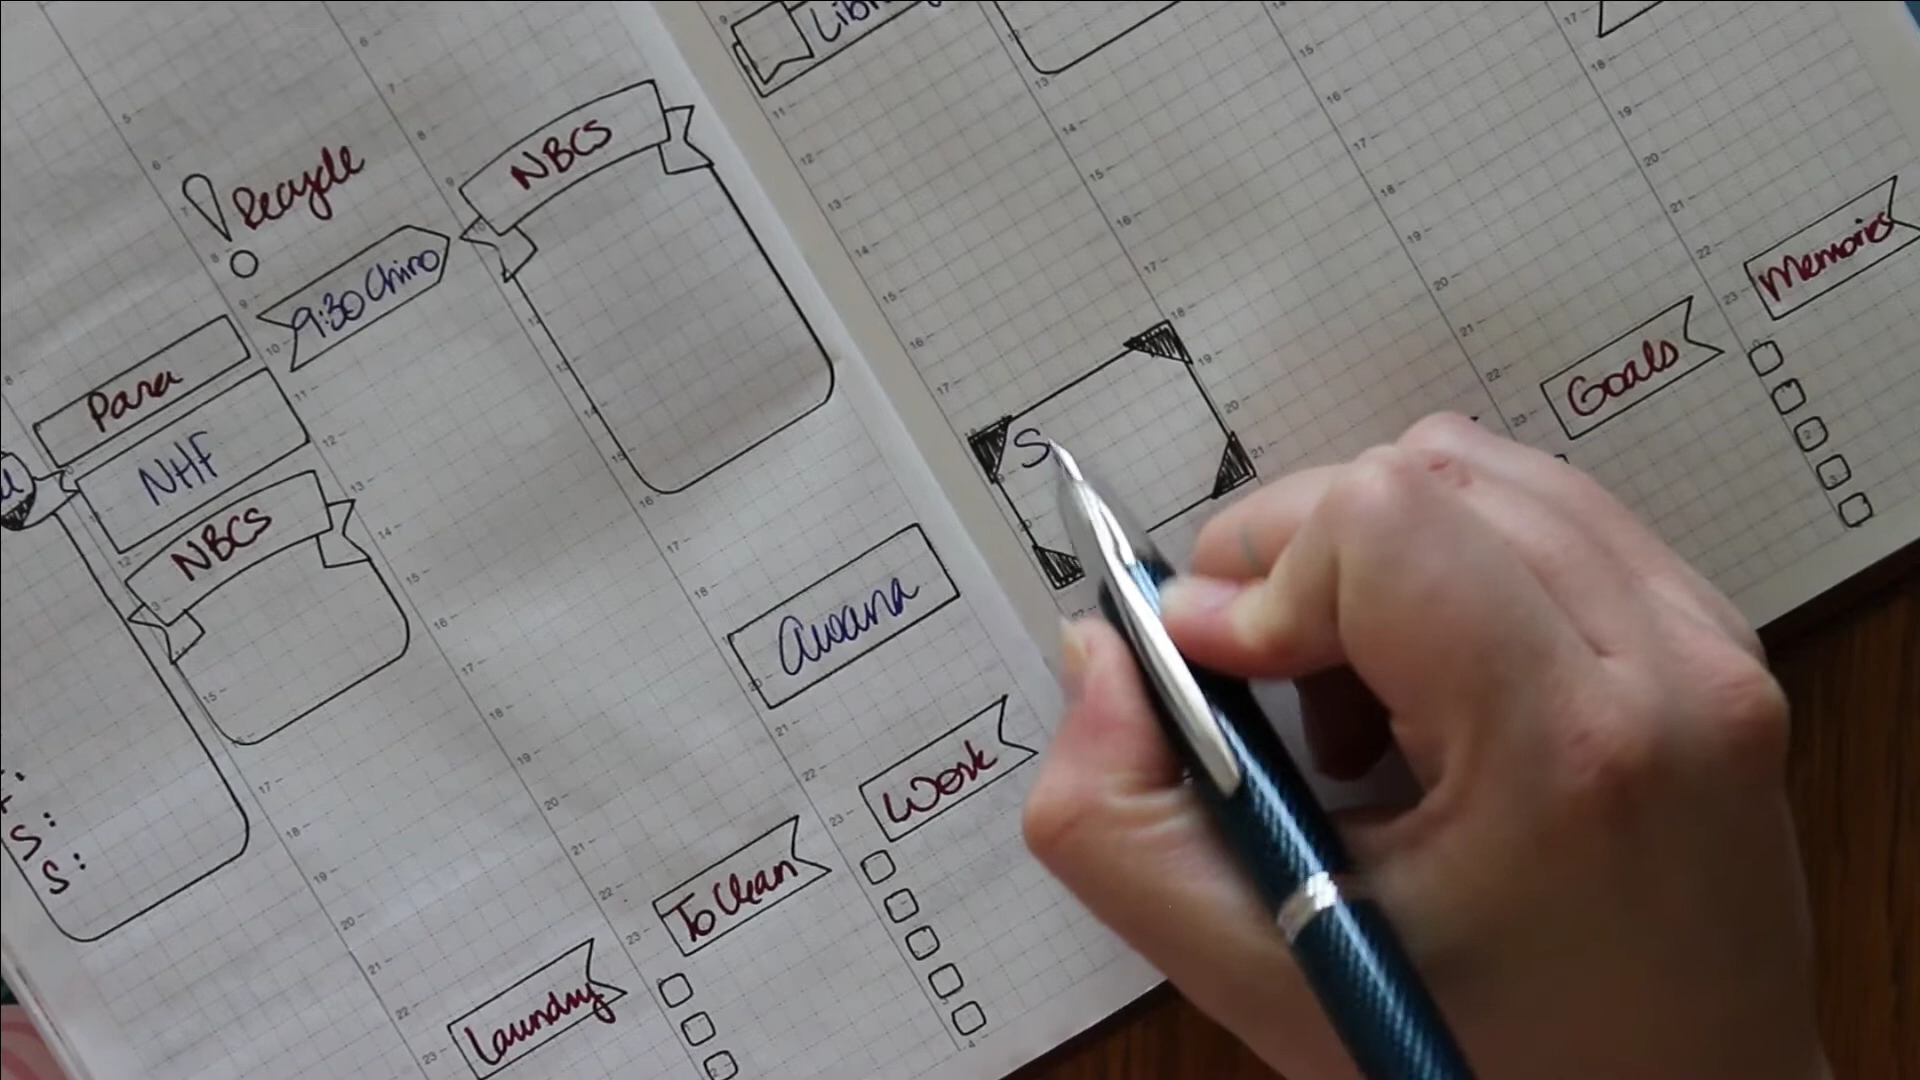 Recycle
9:30 Chiro
Para
NHF
NBCS
S:
S:
NBCS
Awana
Work
To Clean
Laundry
S
Goals
Memories